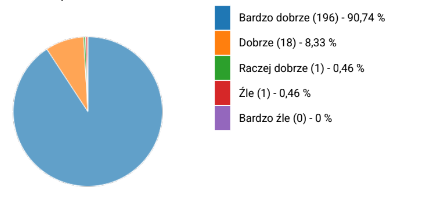 Bardzo dobrze (196) - 90,74 %
Dobrze (18) - 8,33 %
Raczej dobrze (1) - 0,46 %
Źle (1) - 0,46 %
Bardzo źle (0) - 0 %